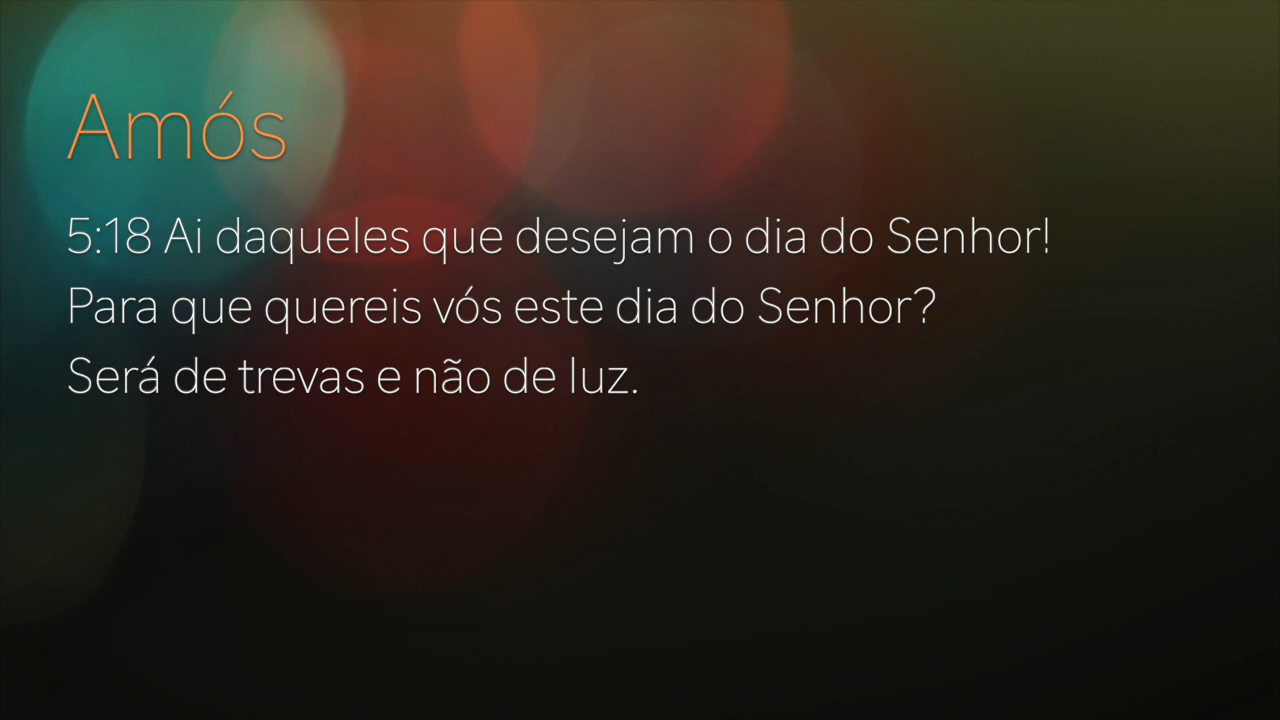 Amós
5:18 Ai daqueles que desejam o dia do Senhor!
Para que quereis vós este dia do Senhor?
Será de trevas e não de luz.